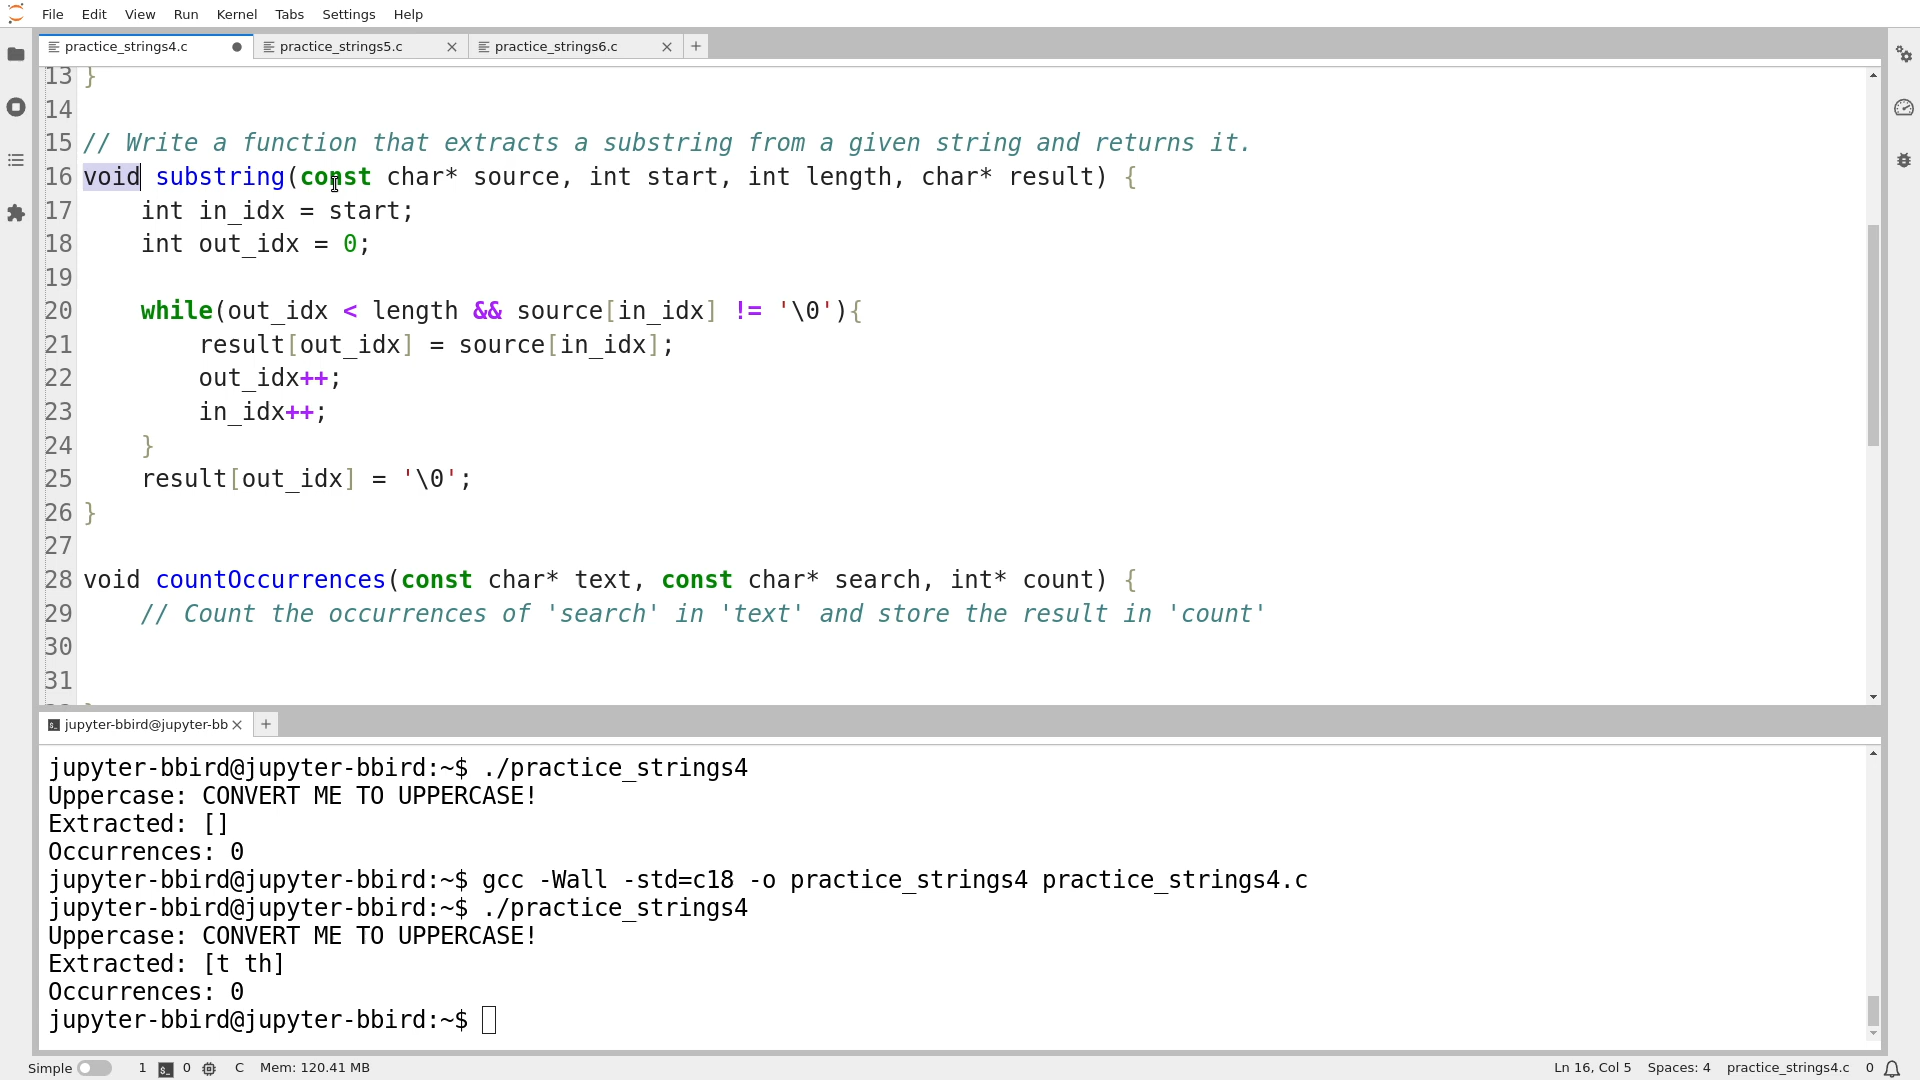 File Edit View Run Kernel Tabs Settings Help
practice_strings4.c practice_strings5.c practice_strings6.c
13 }
14
15 // Write a function that extracts a substring from a given string and returns it.
16 void substring(const char* source, int start, int length, char* result) {
17     int in_idx = start;
18     int out_idx = 0;
19
20     while(out_idx < length && source[in_idx] != '\0'){
21         result[out_idx] = source[in_idx];
22         out_idx++;
23         in_idx++;
24     }
25     result[out_idx] = '\0';
26 }
27
28 void countOccurrences(const char* text, const char* search, int* count) {
29     // Count the occurrences of 'search' in 'text' and store the result in 'count'
30
31
jupyter-bbird@jupyter-bb
jupyter-bbird@jupyter-bbird:~$ ./practice_strings4
Uppercase: CONVERT ME TO UPPERCASE!
Extracted: []
Occurrences: 0
jupyter-bbird@jupyter-bbird:~$ gcc -Wall -std=c18 -o practice_strings4 practice_strings4.c
jupyter-bbird@jupyter-bbird:~$ ./practice_strings4
Uppercase: CONVERT ME TO UPPERCASE!
Extracted: [t th]
Occurrences: 0
jupyter-bbird@jupyter-bbird:~$
Simple 1 0 C Mem: 120.41 MB Ln 16, Col 5 Spaces: 4 practice_strings4.c 0